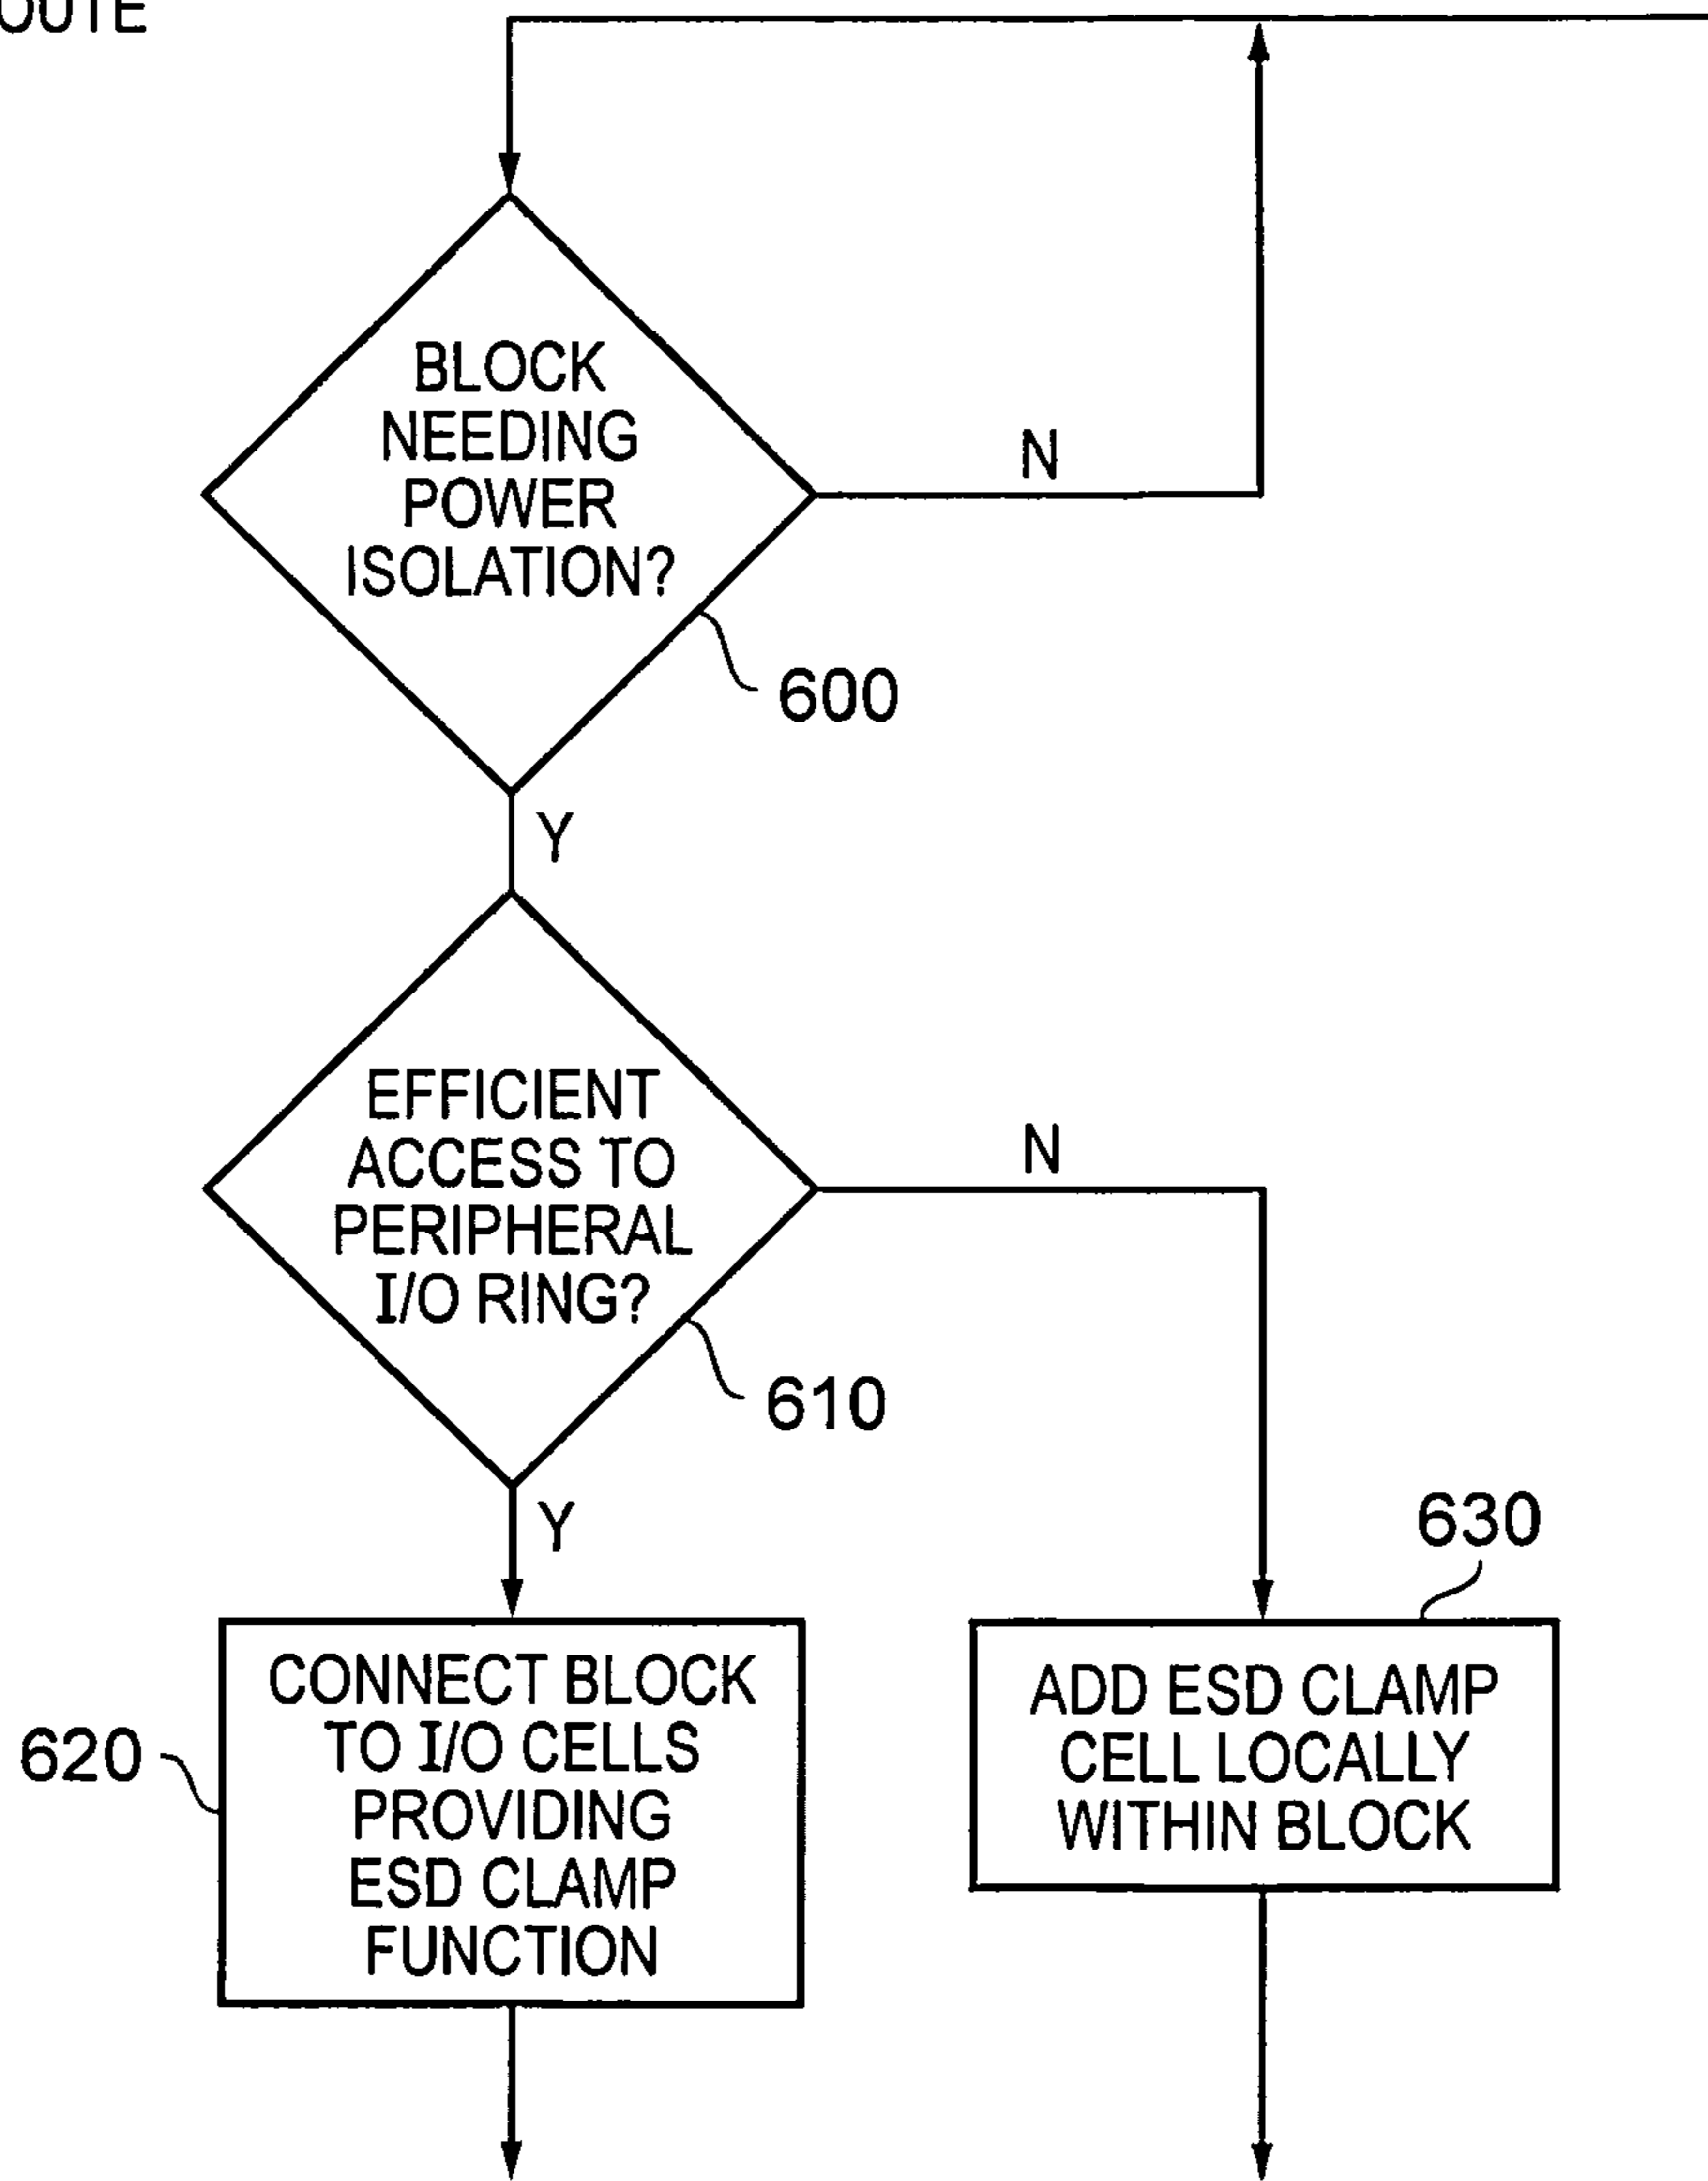 OUTE
BLOCK
NEEDING
POWER
ISOLATION?
N
600
Y
EFFICIENT
ACCESS TO
PERIPHERAL
I/O RING?
N
610
Y
630
CONNECT BLOCK
TO I/O CELLS
PROVIDING
ESD CLAMP
FUNCTION
620
ADD ESD CLAMP
CELL LOCALLY
WITHIN BLOCK